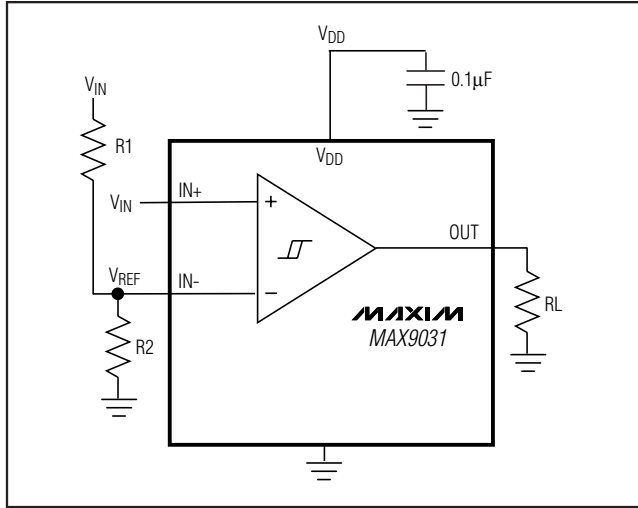 VDD
VIN
0.1µF
R1
VDD
VIN
IN+
+
OUT
VREF
IN-
−
RL
MAXIM
MAX9031
R2